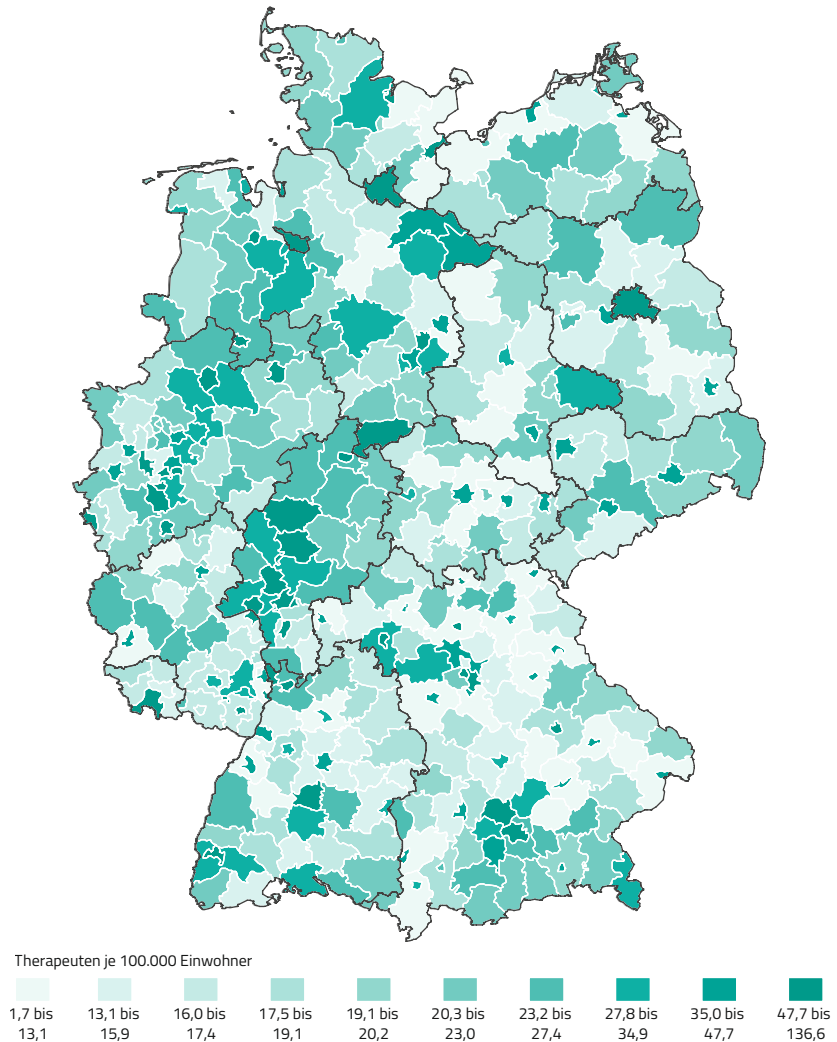 Therapeuten je 100.000 Einwohner
1,7 bis 13,1 bis 16,0 bis 17,5 bis 19,1 bis 20,3 bis 23,2 bis 27,8 bis 35,0 bis 47,7 bis
13,1 15,9 17,4 19,1 20,2 23,0 27,4 34,9 47,7 136,6